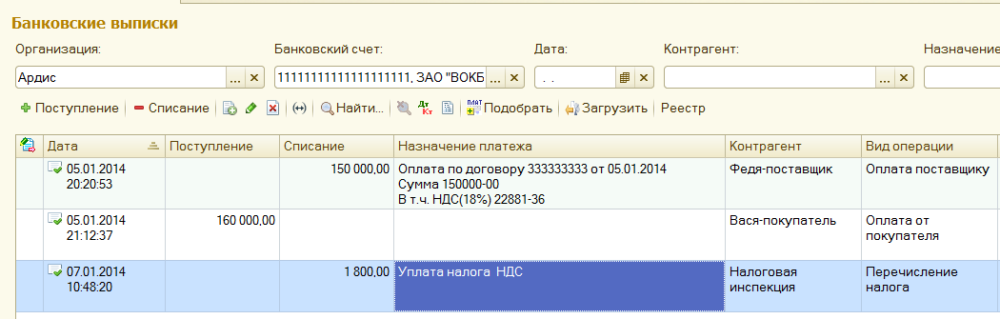 Банковские выписки
Организация: Банковский счет: Дата: Контрагент: Назначение
Ардис ... × 11111111111111111111, ЗАО "ВОКБ ... × . . × ... ×
Поступление Списание Найти... Дт Кт ПЛАТ Подобрать Загрузить Реестр
Дата Поступление Списание Назначение платежа Контрагент Вид операции
05.01.2014 150 000,00 Оплата по договору 333333333 от 05.01.2014 Федя-поставщик Оплата поставщику
20:20:53 Сумма 150000-00
В т.ч. НДС(18%) 22881-36
05.01.2014 160 000,00 Вася-покупатель Оплата от
21:12:37 покупателя
07.01.2014 1 800,00 Уплата налога НДС Налоговая Перечисление
10:48:20 инспекция налога